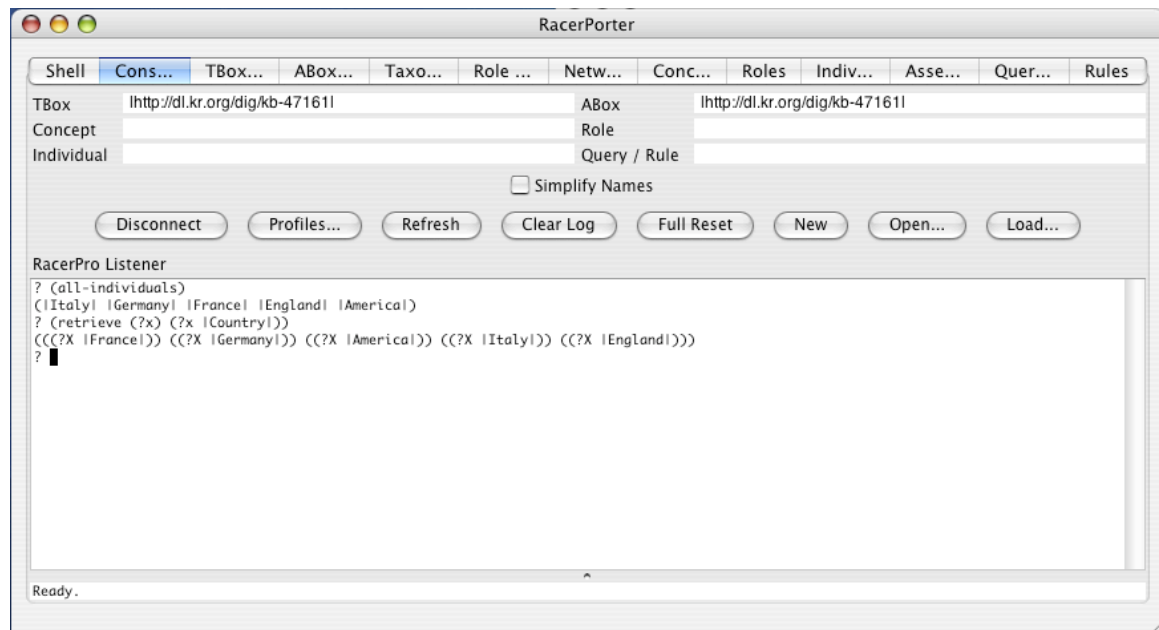 RacerPorter
Shell Cons... TBox... ABox... Taxo... Role ... Netw... Conc... Roles Indiv... Asse... Quer... Rules
TBox |http://dl.kr.org/dig/kb-47161| ABox |http://dl.kr.org/dig/kb-47161|
Concept Role
Individual Query / Rule
Simplify Names
Disconnect Profiles... Refresh Clear Log Full Reset New Open... Load...
RacerPro Listener
? (all-individuals)
(|Italy| |Germany| |France| |England| |America|)
? (retrieve (?x) (?x |Country|))
(((?X |France|)) ((?X |Germany|)) ((?X |America|)) ((?X |Italy|)) ((?X |England|)))
?
Ready.